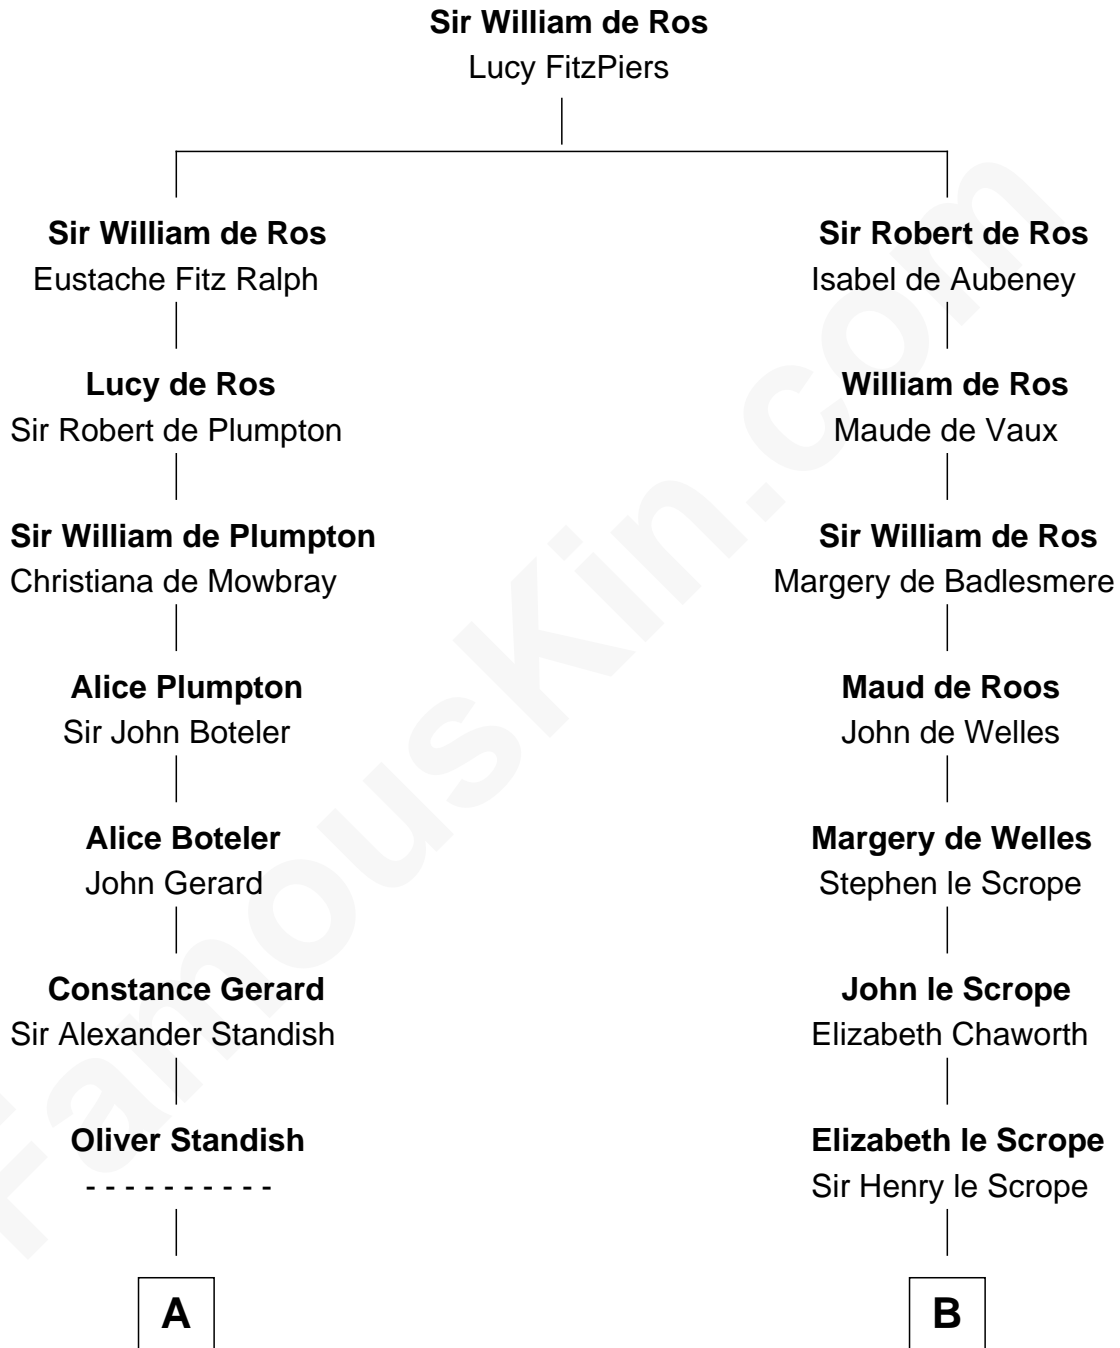 Sir William de Ros
Lucy FitzPiers
Sir William de Ros
Eustache Fitz Ralph
Lucy de Ros
Sir Robert de Plumpton
Sir William de Plumpton
Christiana de Mowbray
Alice Plumpton
Sir John Boteler
Alice Boteler
John Gerard
Constance Gerard
Sir Alexander Standish
Oliver Standish
- - - - - - - - - -
A
Sir Robert de Ros
Isabel de Aubeney
William de Ros
Maude de Vaux
Sir William de Ros
Margery de Badlesmere
Maud de Roos
John de Welles
Margery de Welles
Stephen le Scrope
John le Scrope
Elizabeth Chaworth
Elizabeth le Scrope
Sir Henry le Scrope
B
FamousKin.com